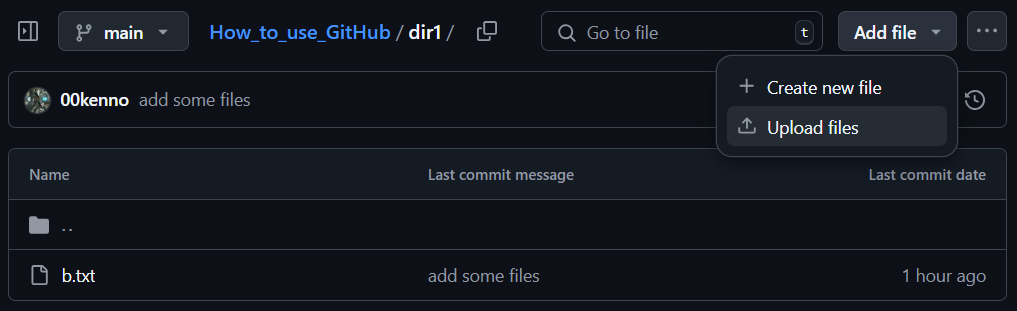 main How_to_use_GitHub / dir1 / Go to file t Add file
Create new file
00kenno add some files
Upload files
Name Last commit message Last commit date
..
b.txt add some files 1 hour ago